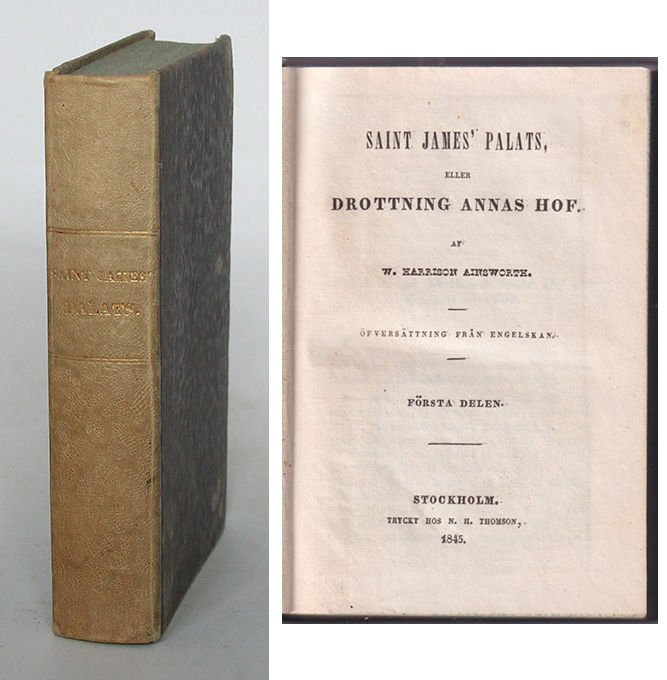 SAINT JAMES'
PALATS.
SAINT JAMES' PALATS,
ELLER
DROTTNING ANNAS HOF.
AF
W. HARRISON AINSWORTH.
ÖFVERSÄTTNING FRÅN ENGELSKAN.
FÖRSTA DELEN.
STOCKHOLM.
TRYCKT HOS N. H. THOMSON,
1845.